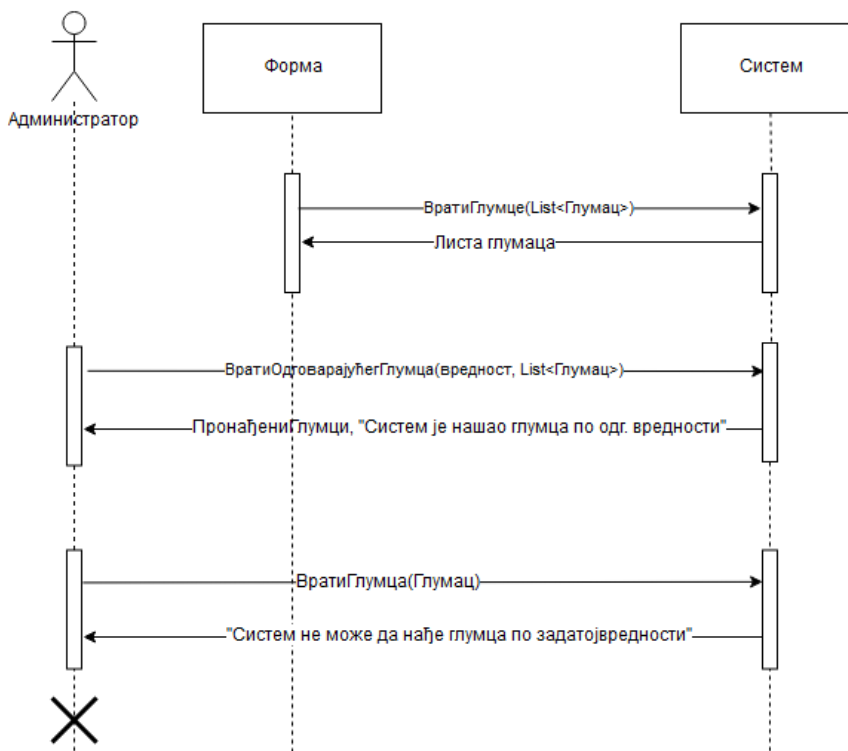 Форма
Систем
Администратор
ВратиГлумце(List<Глумац>)
Листа глумаца
ВратиОдговарајућегГлумца(вредност, List<Глумац>)
ПронађениГлумци, "Систем је нашао глумца по одг. вредности"
ВратиГлумца(Глумац)
"Систем не може да нађе глумца по задатојвредности"